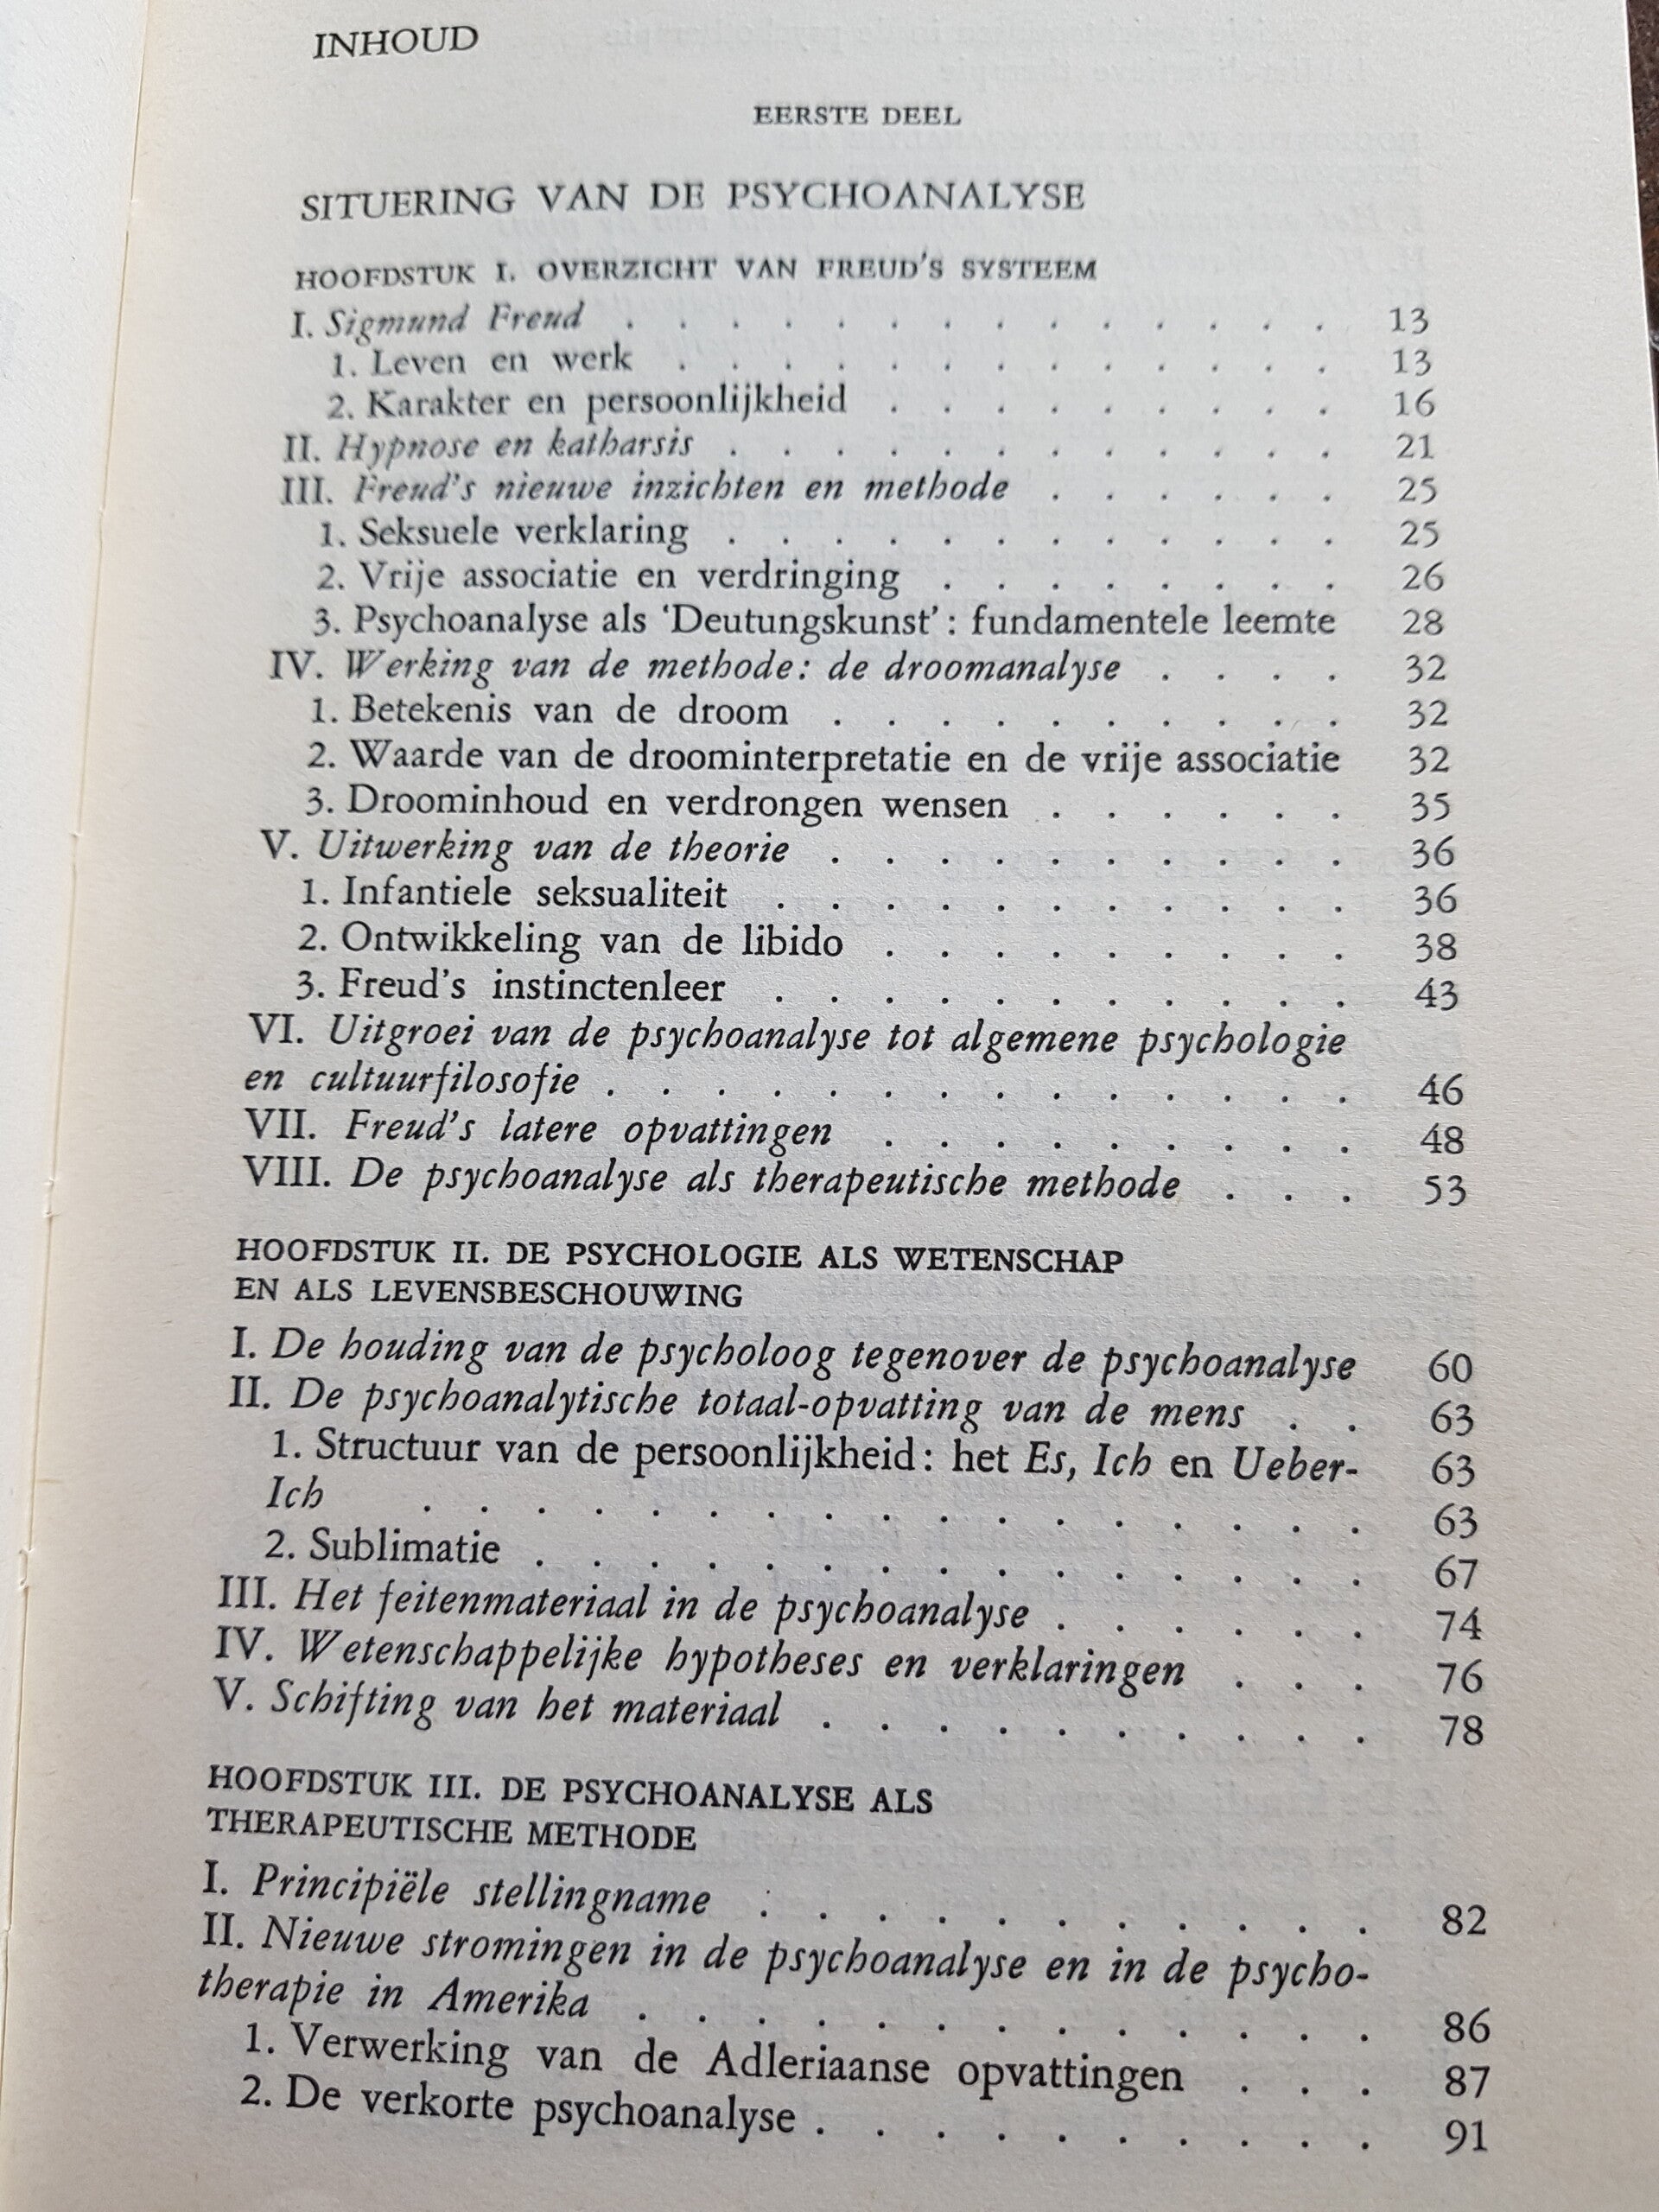 INHOUD
EERSTE DEEL
SITUERING VAN DE PSYCHOANALYSE
HOOFDSTUK I. OVERZICHT VAN FREUD'S SYSTEEM
I. Sigmund Freud . . . . . . . . . . . . . . 13
1. Leven en werk . . . . . . . . . . . . . 13
2. Karakter en persoonlijkheid . . . . . . . . . 16
II. Hypnose en katharsis . . . . . . . . . . . . 21
III. Freud's nieuwe inzichten en methode . . . . . . 25
1. Seksuele verklaring . . . . . . . . . . . . 25
2. Vrije associatie en verdringing . . . . . . . . 26
3. Psychoanalyse als 'Deutungskunst': fundamentele leemte 28
IV. Werking van de methode: de droomanalyse . . . . 32
1. Betekenis van de droom . . . . . . . . . . 32
2. Waarde van de droominterpretatie en de vrije associatie 32
3. Droominhoud en verdrongen wensen . . . . . . 35
V. Uitwerking van de theorie . . . . . . . . . . 36
1. Infantiele seksualiteit . . . . . . . . . . . 36
2. Ontwikkeling van de libido . . . . . . . . . 38
3. Freud's instinctenleer . . . . . . . . . . . 43
VI. Uitgroei van de psychoanalyse tot algemene psychologie
en cultuurfilosofie . . . . . . . . . . . . . . 46
VII. Freud's latere opvattingen . . . . . . . . . 48
VIII. De psychoanalyse als therapeutische methode . . . 53
HOOFDSTUK II. DE PSYCHOLOGIE ALS WETENSCHAP
EN ALS LEVENSBESCHOUWING
I. De houding van de psycholoog tegenover de psychoanalyse 60
II. De psychoanalytische totaal-opvatting van de mens . . 63
1. Structuur van de persoonlijkheid: het Es, Ich en Ueber- 63
Ich . . . . . . . . . . . . . . . . . 63
2. Sublimatie . . . . . . . . . . . . . . . 67
III. Het feitenmateriaal in de psychoanalyse . . . . . . 74
IV. Wetenschappelijke hypotheses en verklaringen . . . 76
V. Schifting van het materiaal . . . . . . . . . . 78
HOOFDSTUK III. DE PSYCHOANALYSE ALS
THERAPEUTISCHE METHODE
I. Principiële stellingname . . . . . . . . . . . 82
II. Nieuwe stromingen in de psychoanalyse en in de psycho-
therapie in Amerika . . . . . . . . . . . . . 86
1. Verwerking van de Adleriaanse opvattingen . . . 87
2. De verkorte psychoanalyse . . . . . . . . . . 91